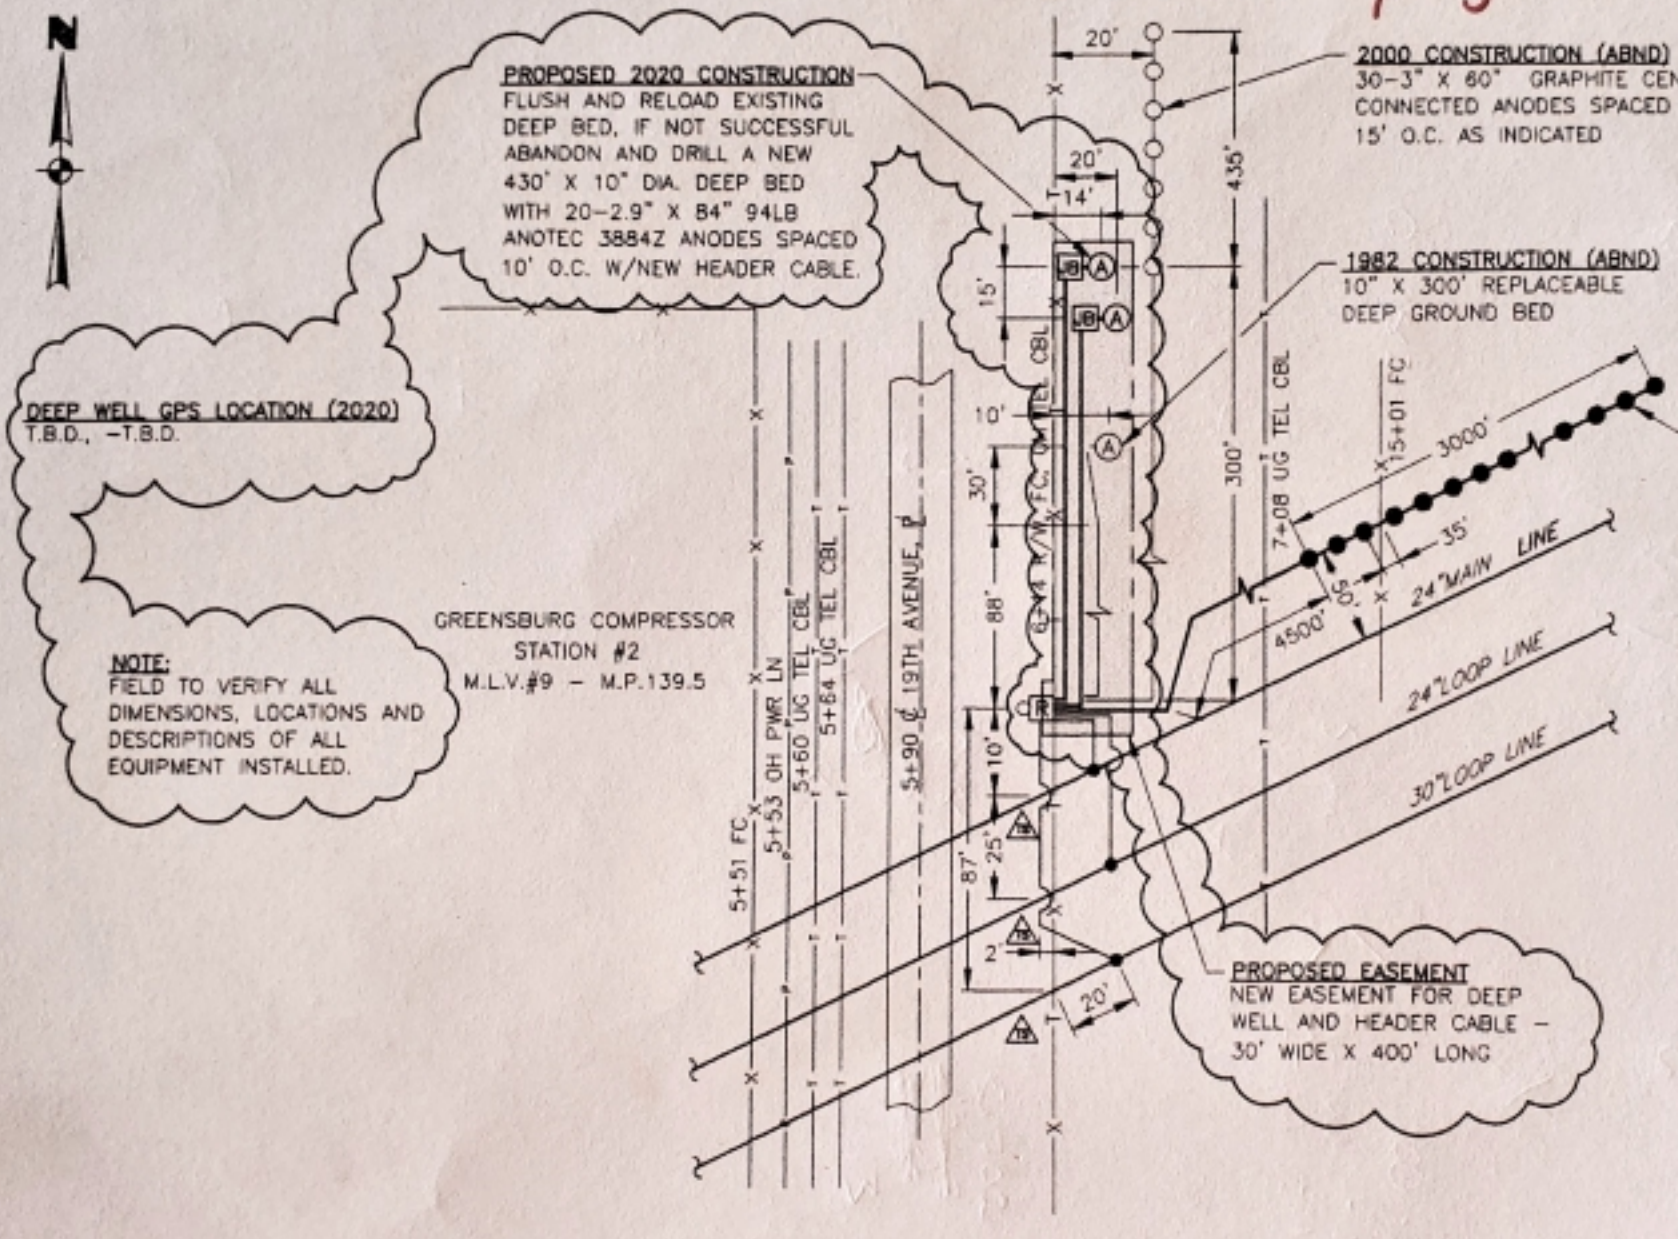 N
PROPOSED 2020 CONSTRUCTION
FLUSH AND RELOAD EXISTING
DEEP BED, IF NOT SUCCESSFUL
ABANDON AND DRILL A NEW
430' X 10" DIA. DEEP BED
WITH 20-2.9" X 84" 94LB
ANOTEC 3884Z ANODES SPACED
10' O.C. W/NEW HEADER CABLE.
2000 CONSTRUCTION (ABND)
30-3" X 60" GRAPHITE CEN
CONNECTED ANODES SPACED
15' O.C. AS INDICATED
1982 CONSTRUCTION (ABND)
10" X 300' REPLACEABLE
DEEP GROUND BED
DEEP WELL GPS LOCATION (2020)
T.B.D., -T.B.D.
NOTE:
FIELD TO VERIFY ALL
DIMENSIONS, LOCATIONS AND
DESCRIPTIONS OF ALL
EQUIPMENT INSTALLED.
GREENSBURG COMPRESSOR
STATION #2
M.L.V.#9 - M.P.139.5
5+51 FC
5+53 OH PWR LN
5+60 UG TEL CBL
5+64 UG TEL CBL
5+90 ℄ 19TH AVENUE,
20'
435'
20'
14'
JB
A
15'
JB
A
10'
A
30'
88'
300'
R
10'
25'
87'
2'
20'
7+08 UG TEL CBL
15+01 FC
3000'
35'
50'
4500'
24"MAIN LINE
24"LOOP LINE
30"LOOP LINE
PROPOSED EASEMENT
NEW EASEMENT FOR DEEP
WELL AND HEADER CABLE -
30' WIDE X 400' LONG